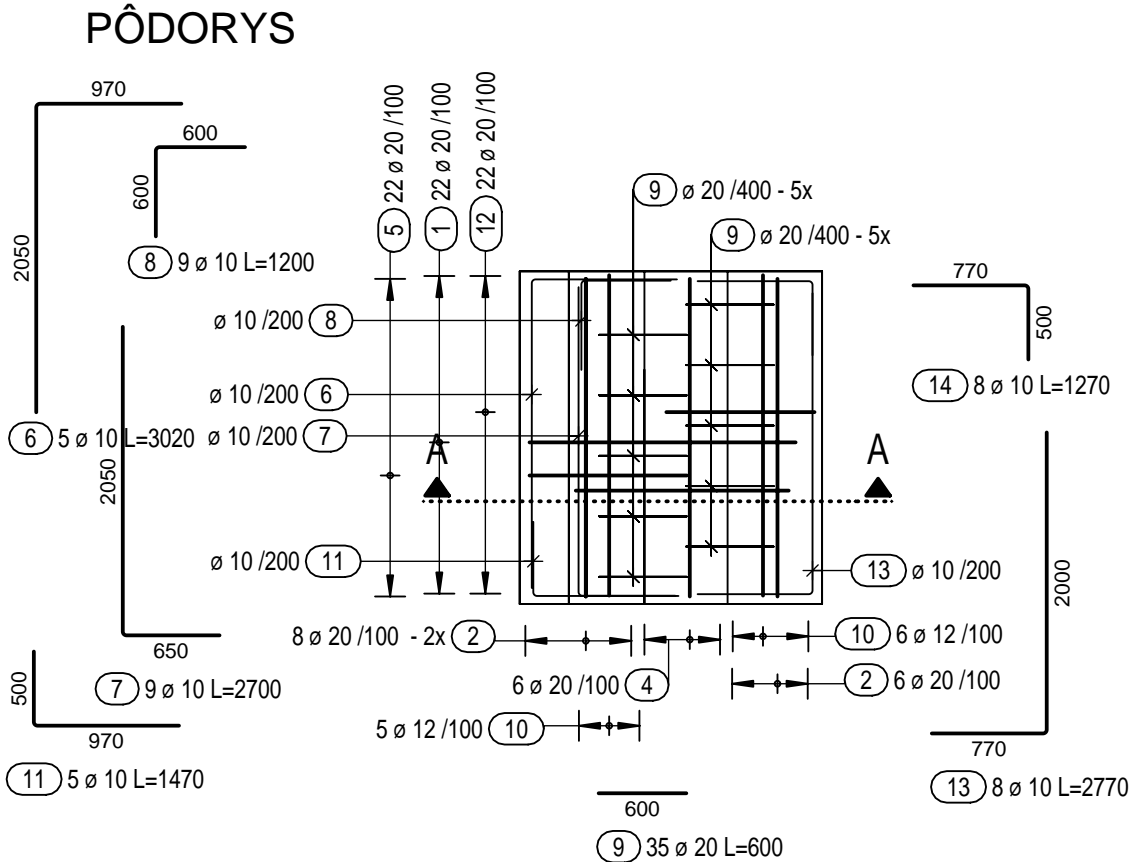 PÔDORYS
970
2050
6 5 ø 10 L=3020
600
600
8 9 ø 10 L=1200
2050
650
7 9 ø 10 L=2700
500
970
11 5 ø 10 L=1470
5 22 ø 20 /100
1 22 ø 20 /100
12 22 ø 20 /100
9 ø 20 /400 - 5x
9 ø 20 /400 - 5x
ø 10 /200 8
ø 10 /200 6
ø 10 /200 7
A
A
ø 10 /200 11
13 ø 10 /200
8 ø 20 /100 - 2x 2
10 6 ø 12 /100
6 ø 20 /100 4
2 6 ø 20 /100
5 ø 12 /100 10
600
9 35 ø 20 L=600
770
500
14 8 ø 10 L=1270
2000
770
13 8 ø 10 L=2770